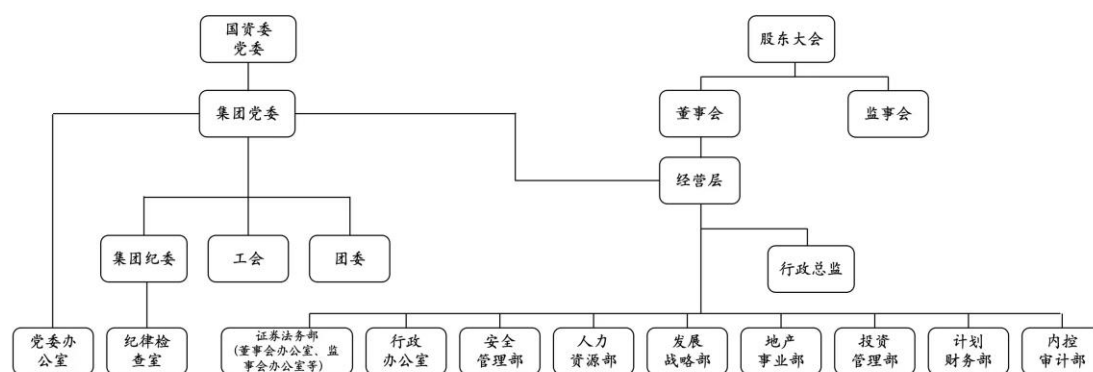 国资委
党委
股东大会
集团党委
董事会
监事会
经营层
集团纪委
工会
团委
行政总监
党委办
公室
纪律检
查室
证券法务部
(董事会办公室、监
事会办公室等)
行政
办公室
安全
管理部
人力
资源部
发展
战略部
地产
事业部
投资
管理部
计划
财务部
内控
审计部